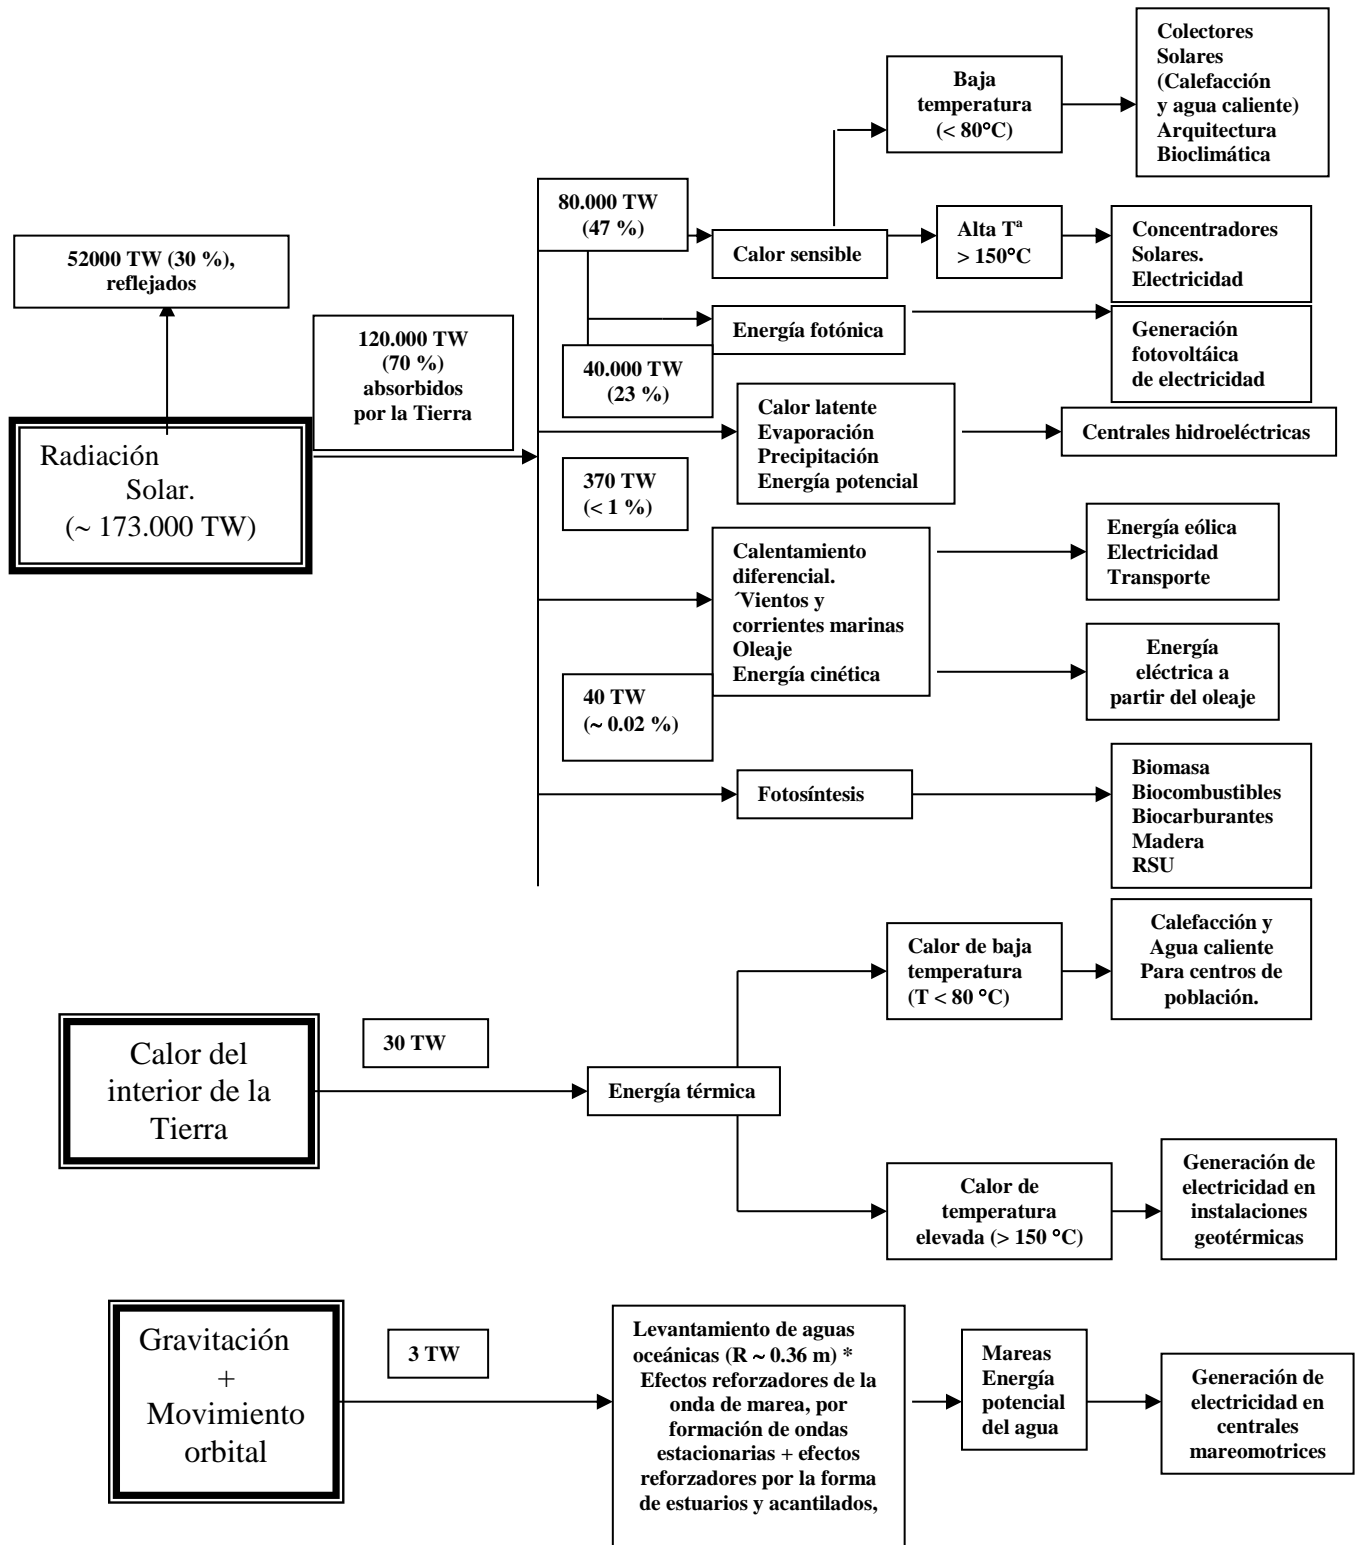 Colectores
Solares
(Calefacción
y agua caliente)
Arquitectura
Bioclimática
Baja
temperatura
(< 80°C)
80.000 TW
(47 %)
Calor sensible
Alta Tª
> 150°C
Concentradores
Solares.
Electricidad
52000 TW (30 %),
reflejados
120.000 TW
(70 %)
absorbidos
por la Tierra
Energía fotónica
Generación
fotovoltáica
de electricidad
40.000 TW
(23 %)
Radiación
Solar.
(~ 173.000 TW)
Calor latente
Evaporación
Precipitación
Energía potencial
Centrales hidroeléctricas
370 TW
(< 1 %)
Calentamiento
diferencial.
´Vientos y
corrientes marinas
Oleaje
Energía cinética
Energía eólica
Electricidad
Transporte
Energía
eléctrica a
partir del oleaje
40 TW
(~ 0.02 %)
Fotosíntesis
Biomasa
Biocombustibles
Biocarburantes
Madera
RSU
Calor de baja
temperatura
(T < 80 °C)
Calefacción y
Agua caliente
Para centros de
población.
Calor del
interior de la
Tierra
30 TW
Energía térmica
Calor de
temperatura
elevada (> 150 °C)
Generación de
electricidad en
instalaciones
geotérmicas
Gravitación
+
Movimiento
orbital
3 TW
Levantamiento de aguas
oceánicas (R ~ 0.36 m) *
Efectos reforzadores de la
onda de marea, por
formación de ondas
estacionarias + efectos
reforzadores por la forma
de estuarios y acantilados,
Mareas
Energía
potencial
del agua
Generación de
electricidad en
centrales
mareomotrices